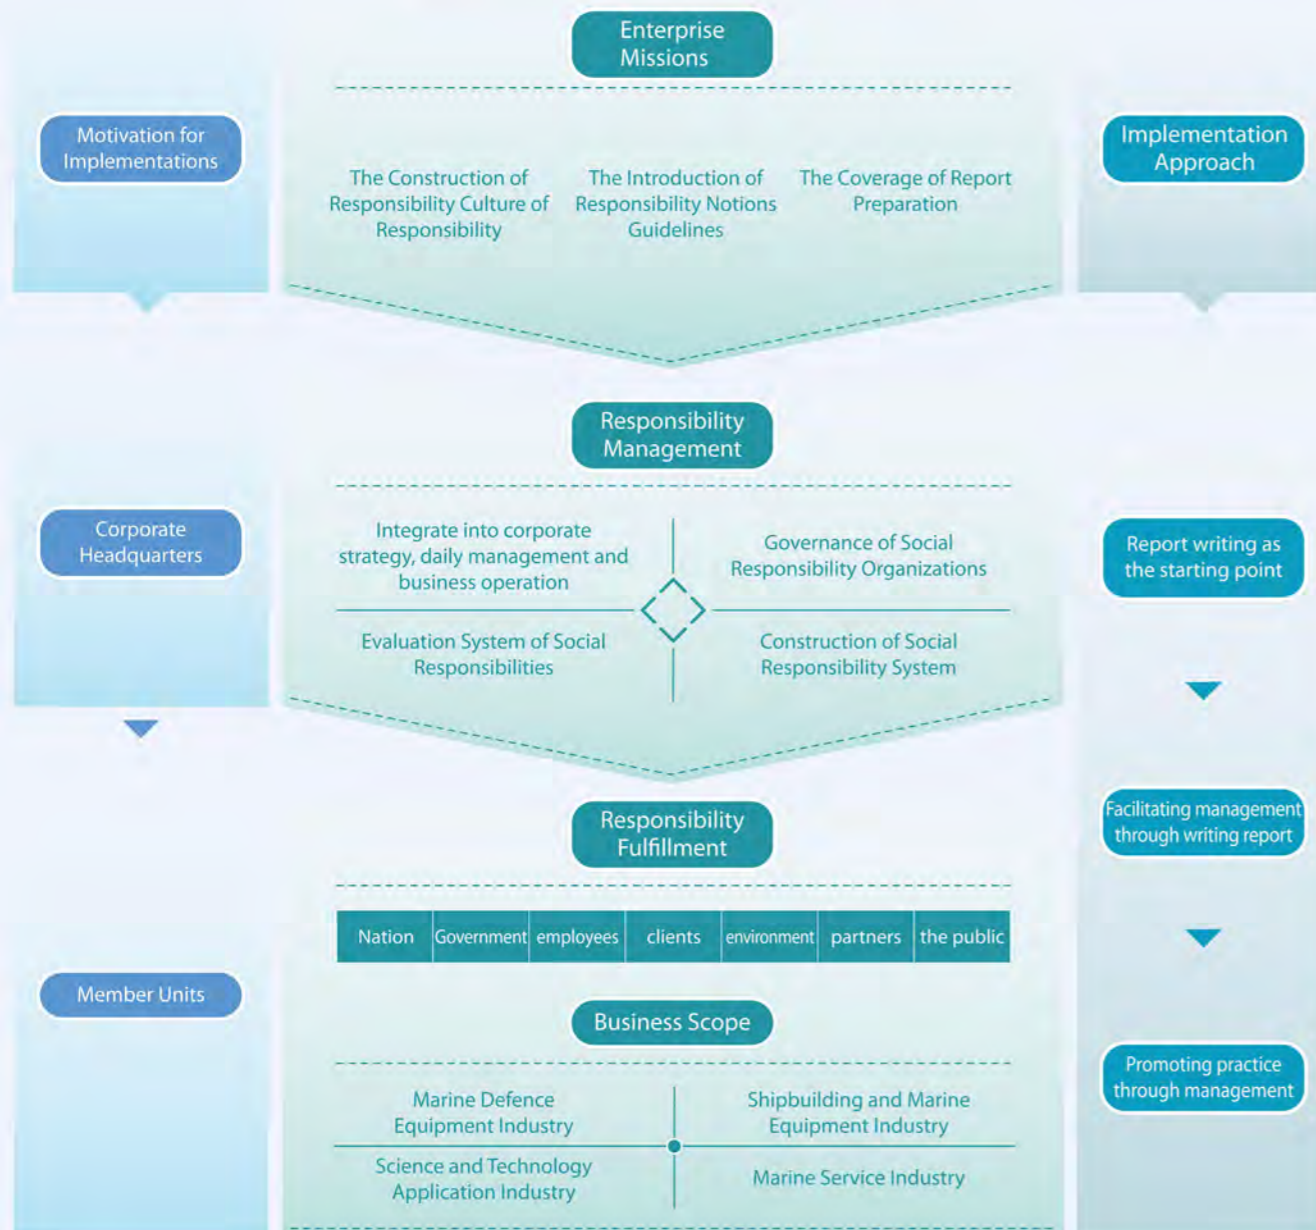 Enterprise
Missions
Motivation for
Implementations
Implementation
Approach
The Construction of
Responsibility Culture of
Responsibility
The Introduction of
Responsibility Notions
Guidelines
The Coverage of Report
Preparation
Responsibility
Management
Corporate
Headquarters
Integrate into corporate
strategy, daily management and
business operation
Governance of Social
Responsibility Organizations
Evaluation System of Social
Responsibilities
Construction of Social
Responsibility System
Report writing as
the starting point
Responsibility
Fulfillment
Facilitating management
through writing report
Nation Government employees clients environment partners the public
Member Units
Business Scope
Marine Defence
Equipment Industry
Shipbuilding and Marine
Equipment Industry
Science and Technology
Application Industry
Marine Service Industry
Promoting practice
through management